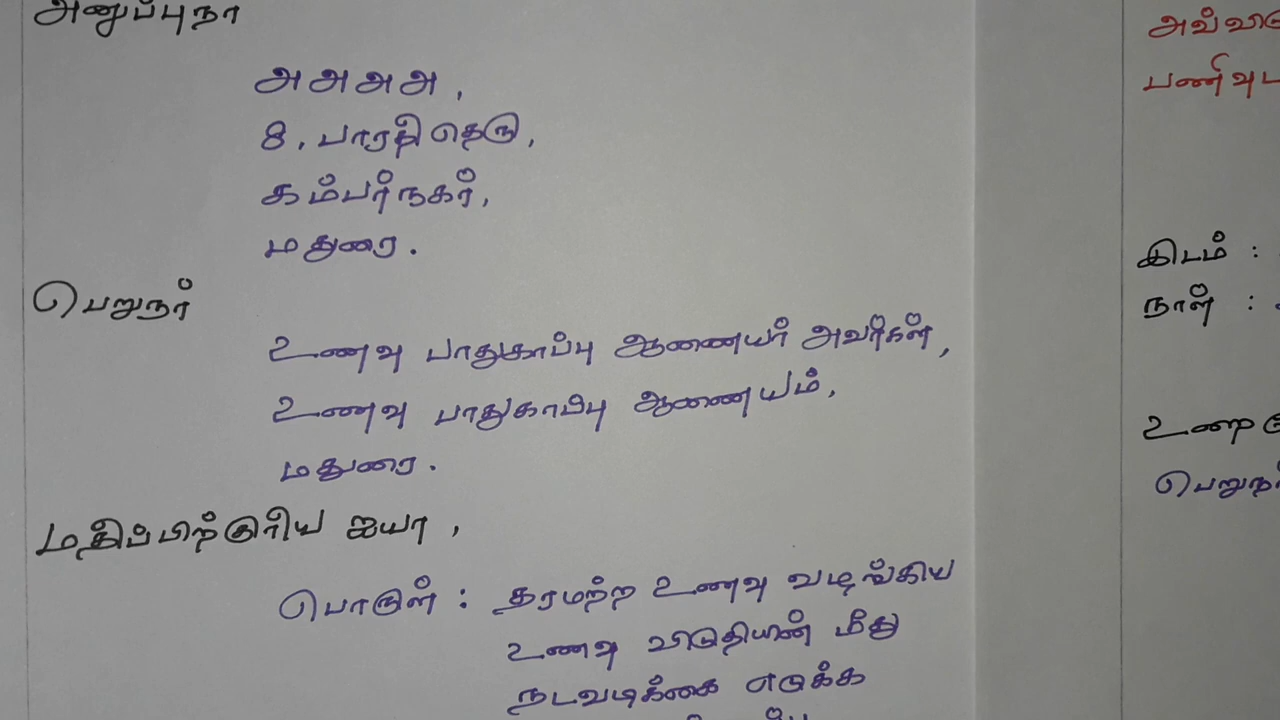 அனுப்புநர்
அஅஅஅ,
8, பாரதி தெரு,
கம்பர் நகர்,
மதுரை.
பெறுநர்
உணவு பாதுகாப்பு ஆணையர் அவர்கள்,
உணவு பாதுகாப்பு ஆணையம்,
மதுரை.
மதிப்பிற்குரிய ஐயா,
பொருள் : தரமற்ற உணவு வழங்கிய
உணவு விடுதியின் மீது
நடவடிக்கை எடுக்க
இடம் :
நாள் :